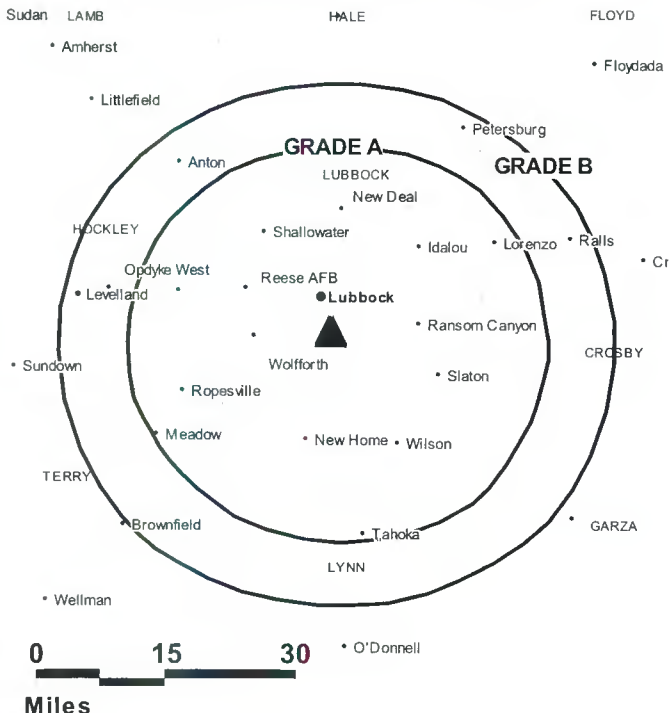 Sudan LAMB HALE FLOYD
Amherst
Floydada
Littlefield
Petersburg
GRADE A
Anton
GRADE B
LUBBOCK
New Deal
HOCKLEY
Shallowater
Idalou
Lorenzo
Ralls
Cr
Opdyke West
Reese AFB
Levelland
Lubbock
Ransom Canyon
CROSBY
Sundown
Wolfforth
Slaton
Ropesville
Meadow
New Home
Wilson
TERRY
Brownfield
Tahoka
GARZA
LYNN
Wellman
O'Donnell
0 15 30
Miles